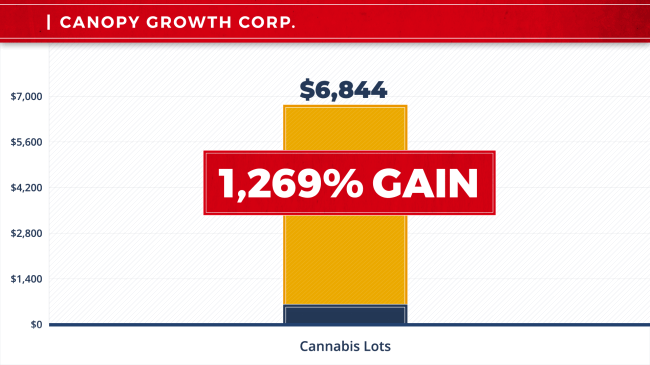 | CANOPY GROWTH CORP.
$6,844
$7,000
$5,600
1,269% GAIN
$4,200
$2,800
$1,400
$0
Cannabis Lots